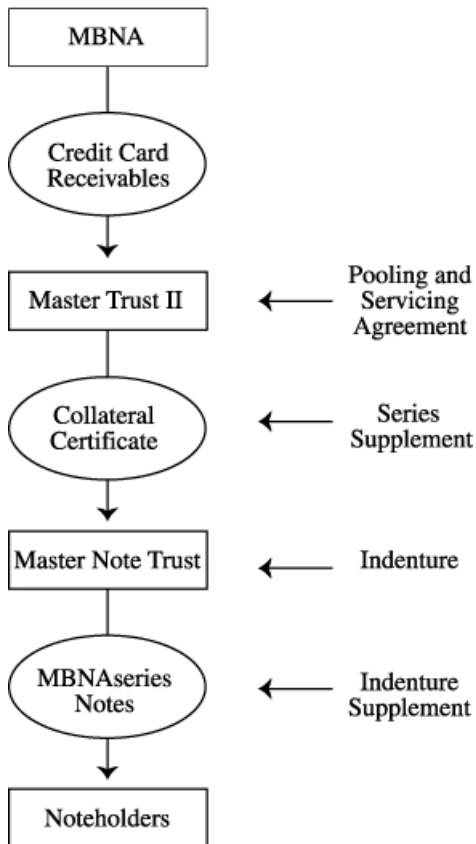 MBNA
Credit Card
Receivables
Master Trust II
Pooling and
Servicing
Agreement
Collateral
Certificate
Series
Supplement
Master Note Trust
Indenture
MBNAseries
Notes
Indenture
Supplement
Noteholders